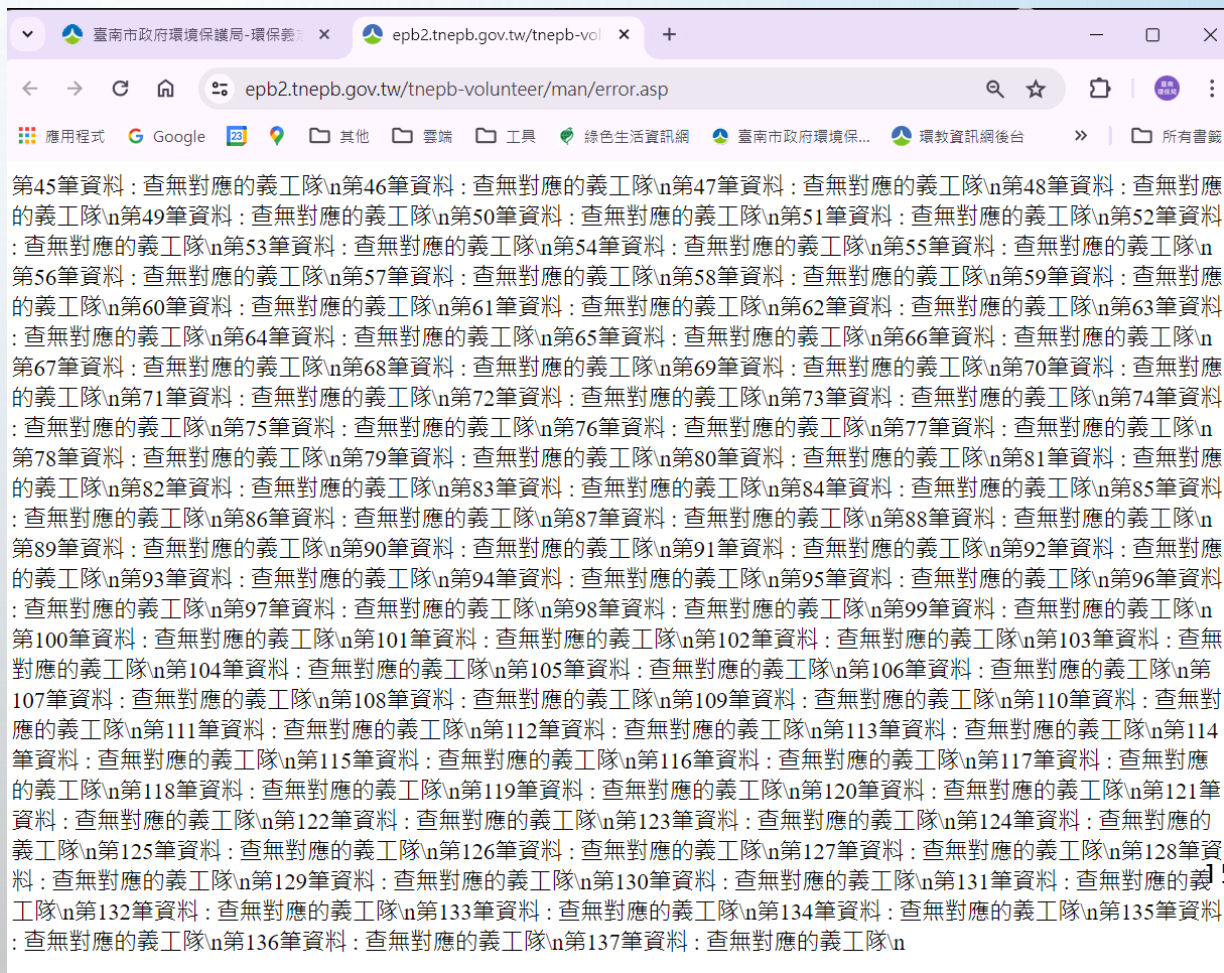 臺南市政府環境保護局-環保義
epb2.tnepb.gov.tw/tnepb-vol
epb2.tnepb.gov.tw/tnepb-volunteer/man/error.asp
應用程式 Google 23 其他 雲端 工具 綠色生活資訊網 臺南市政府環境保... 環教資訊網後台 » 所有書籤
第45筆資料 : 查無對應的義工隊\n第46筆資料 : 查無對應的義工隊\n第47筆資料 : 查無對應的義工隊\n第48筆資料 : 查無對應
的義工隊\n第49筆資料 : 查無對應的義工隊\n第50筆資料 : 查無對應的義工隊\n第51筆資料 : 查無對應的義工隊\n第52筆資料
: 查無對應的義工隊\n第53筆資料 : 查無對應的義工隊\n第54筆資料 : 查無對應的義工隊\n第55筆資料 : 查無對應的義工隊\n
第56筆資料 : 查無對應的義工隊\n第57筆資料 : 查無對應的義工隊\n第58筆資料 : 查無對應的義工隊\n第59筆資料 : 查無對應
的義工隊\n第60筆資料 : 查無對應的義工隊\n第61筆資料 : 查無對應的義工隊\n第62筆資料 : 查無對應的義工隊\n第63筆資料
: 查無對應的義工隊\n第64筆資料 : 查無對應的義工隊\n第65筆資料 : 查無對應的義工隊\n第66筆資料 : 查無對應的義工隊\n
第67筆資料 : 查無對應的義工隊\n第68筆資料 : 查無對應的義工隊\n第69筆資料 : 查無對應的義工隊\n第70筆資料 : 查無對應
的義工隊\n第71筆資料 : 查無對應的義工隊\n第72筆資料 : 查無對應的義工隊\n第73筆資料 : 查無對應的義工隊\n第74筆資料
: 查無對應的義工隊\n第75筆資料 : 查無對應的義工隊\n第76筆資料 : 查無對應的義工隊\n第77筆資料 : 查無對應的義工隊\n
第78筆資料 : 查無對應的義工隊\n第79筆資料 : 查無對應的義工隊\n第80筆資料 : 查無對應的義工隊\n第81筆資料 : 查無對應
的義工隊\n第82筆資料 : 查無對應的義工隊\n第83筆資料 : 查無對應的義工隊\n第84筆資料 : 查無對應的義工隊\n第85筆資料
: 查無對應的義工隊\n第86筆資料 : 查無對應的義工隊\n第87筆資料 : 查無對應的義工隊\n第88筆資料 : 查無對應的義工隊\n
第89筆資料 : 查無對應的義工隊\n第90筆資料 : 查無對應的義工隊\n第91筆資料 : 查無對應的義工隊\n第92筆資料 : 查無對應
的義工隊\n第93筆資料 : 查無對應的義工隊\n第94筆資料 : 查無對應的義工隊\n第95筆資料 : 查無對應的義工隊\n第96筆資料
: 查無對應的義工隊\n第97筆資料 : 查無對應的義工隊\n第98筆資料 : 查無對應的義工隊\n第99筆資料 : 查無對應的義工隊\n
第100筆資料 : 查無對應的義工隊\n第101筆資料 : 查無對應的義工隊\n第102筆資料 : 查無對應的義工隊\n第103筆資料 : 查無
對應的義工隊\n第104筆資料 : 查無對應的義工隊\n第105筆資料 : 查無對應的義工隊\n第106筆資料 : 查無對應的義工隊\n第
107筆資料 : 查無對應的義工隊\n第108筆資料 : 查無對應的義工隊\n第109筆資料 : 查無對應的義工隊\n第110筆資料 : 查無對
應的義工隊\n第111筆資料 : 查無對應的義工隊\n第112筆資料 : 查無對應的義工隊\n第113筆資料 : 查無對應的義工隊\n第114
筆資料 : 查無對應的義工隊\n第115筆資料 : 查無對應的義工隊\n第116筆資料 : 查無對應的義工隊\n第117筆資料 : 查無對應
的義工隊\n第118筆資料 : 查無對應的義工隊\n第119筆資料 : 查無對應的義工隊\n第120筆資料 : 查無對應的義工隊\n第121筆
資料 : 查無對應的義工隊\n第122筆資料 : 查無對應的義工隊\n第123筆資料 : 查無對應的義工隊\n第124筆資料 : 查無對應的
義工隊\n第125筆資料 : 查無對應的義工隊\n第126筆資料 : 查無對應的義工隊\n第127筆資料 : 查無對應的義工隊\n第128筆資
料 : 查無對應的義工隊\n第129筆資料 : 查無對應的義工隊\n第130筆資料 : 查無對應的義工隊\n第131筆資料 : 查無對應的義
工隊\n第132筆資料 : 查無對應的義工隊\n第133筆資料 : 查無對應的義工隊\n第134筆資料 : 查無對應的義工隊\n第135筆資料
: 查無對應的義工隊\n第136筆資料 : 查無對應的義工隊\n第137筆資料 : 查無對應的義工隊\n